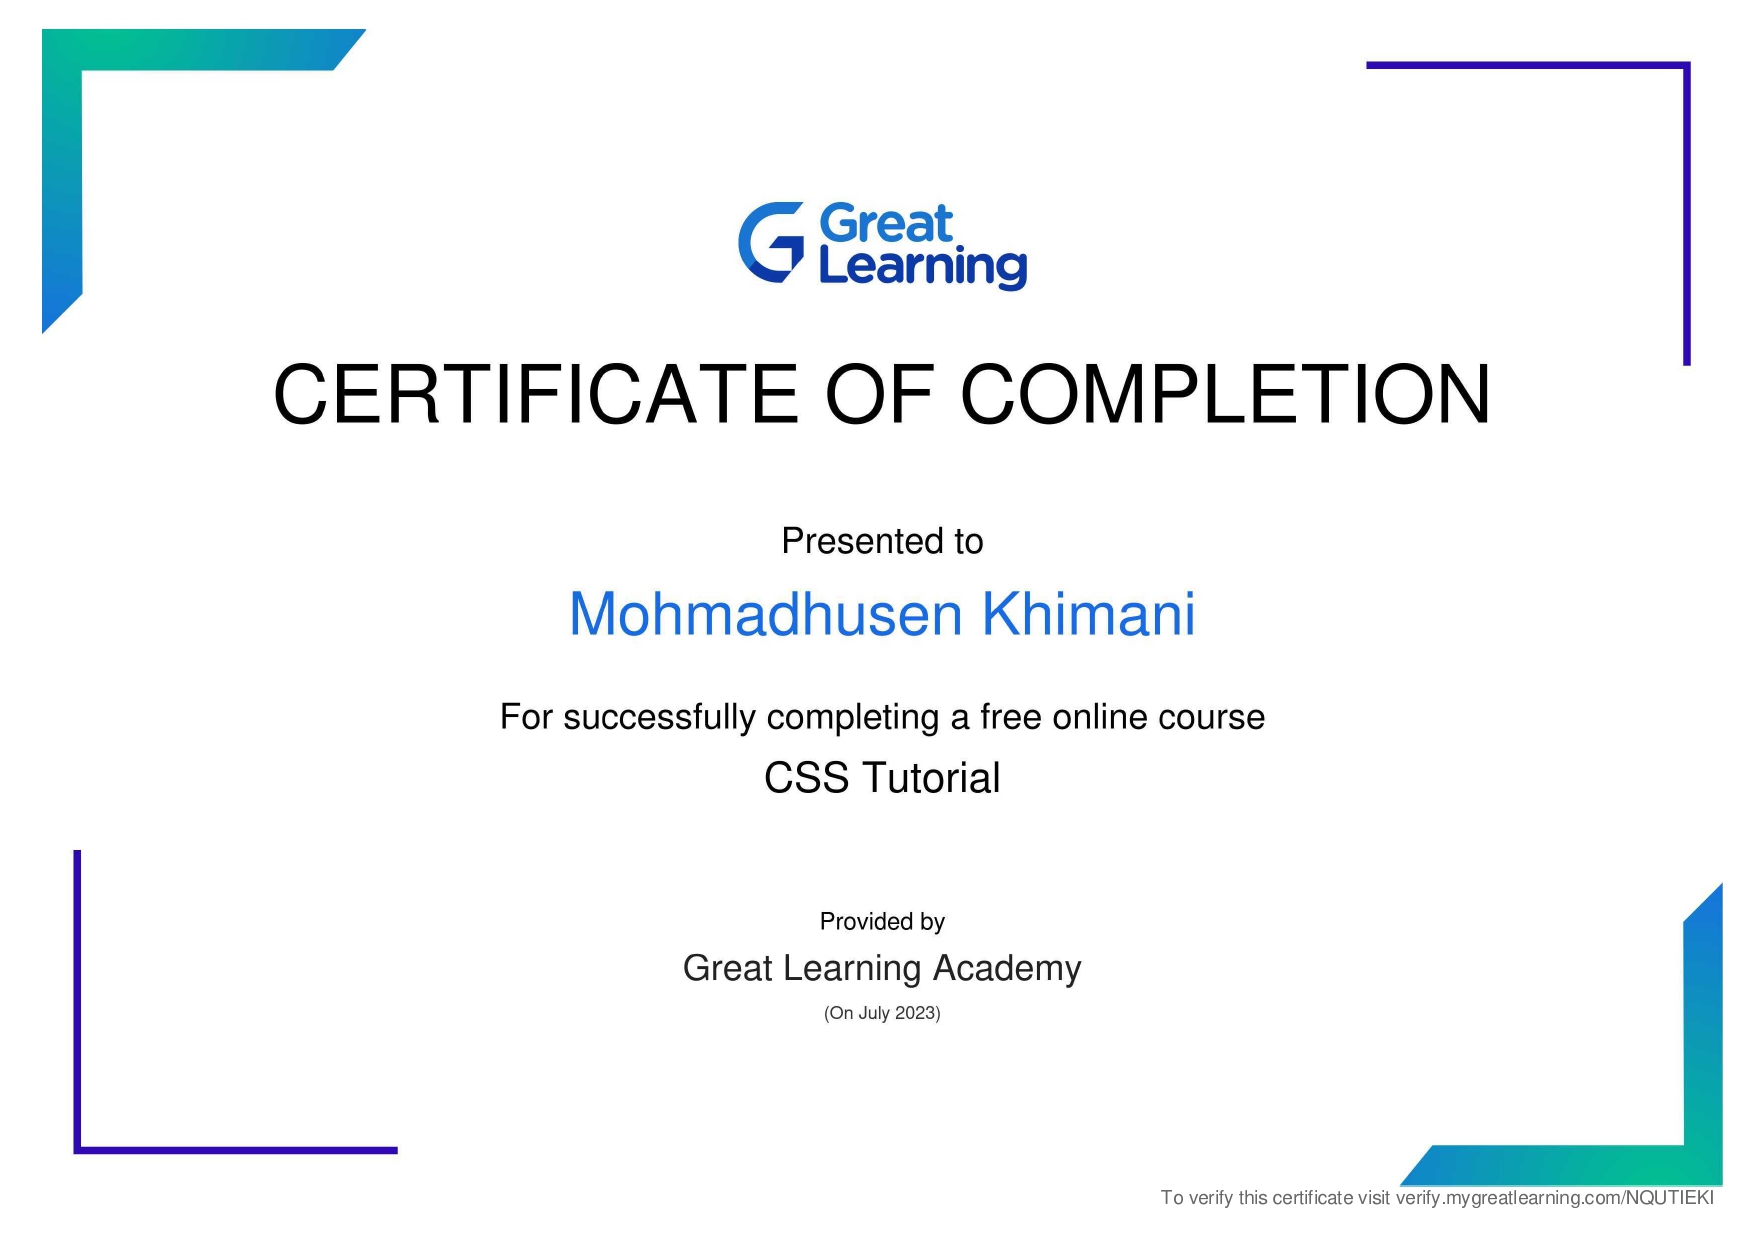 Great
Learning
CERTIFICATE OF COMPLETION
Presented to
Mohmadhusen Khimani
For successfully completing a free online course
CSS Tutorial
Provided by
Great Learning Academy
(On July 2023)
To verify this certificate visit verify.mygreatlearning.com/NQUTIEKI